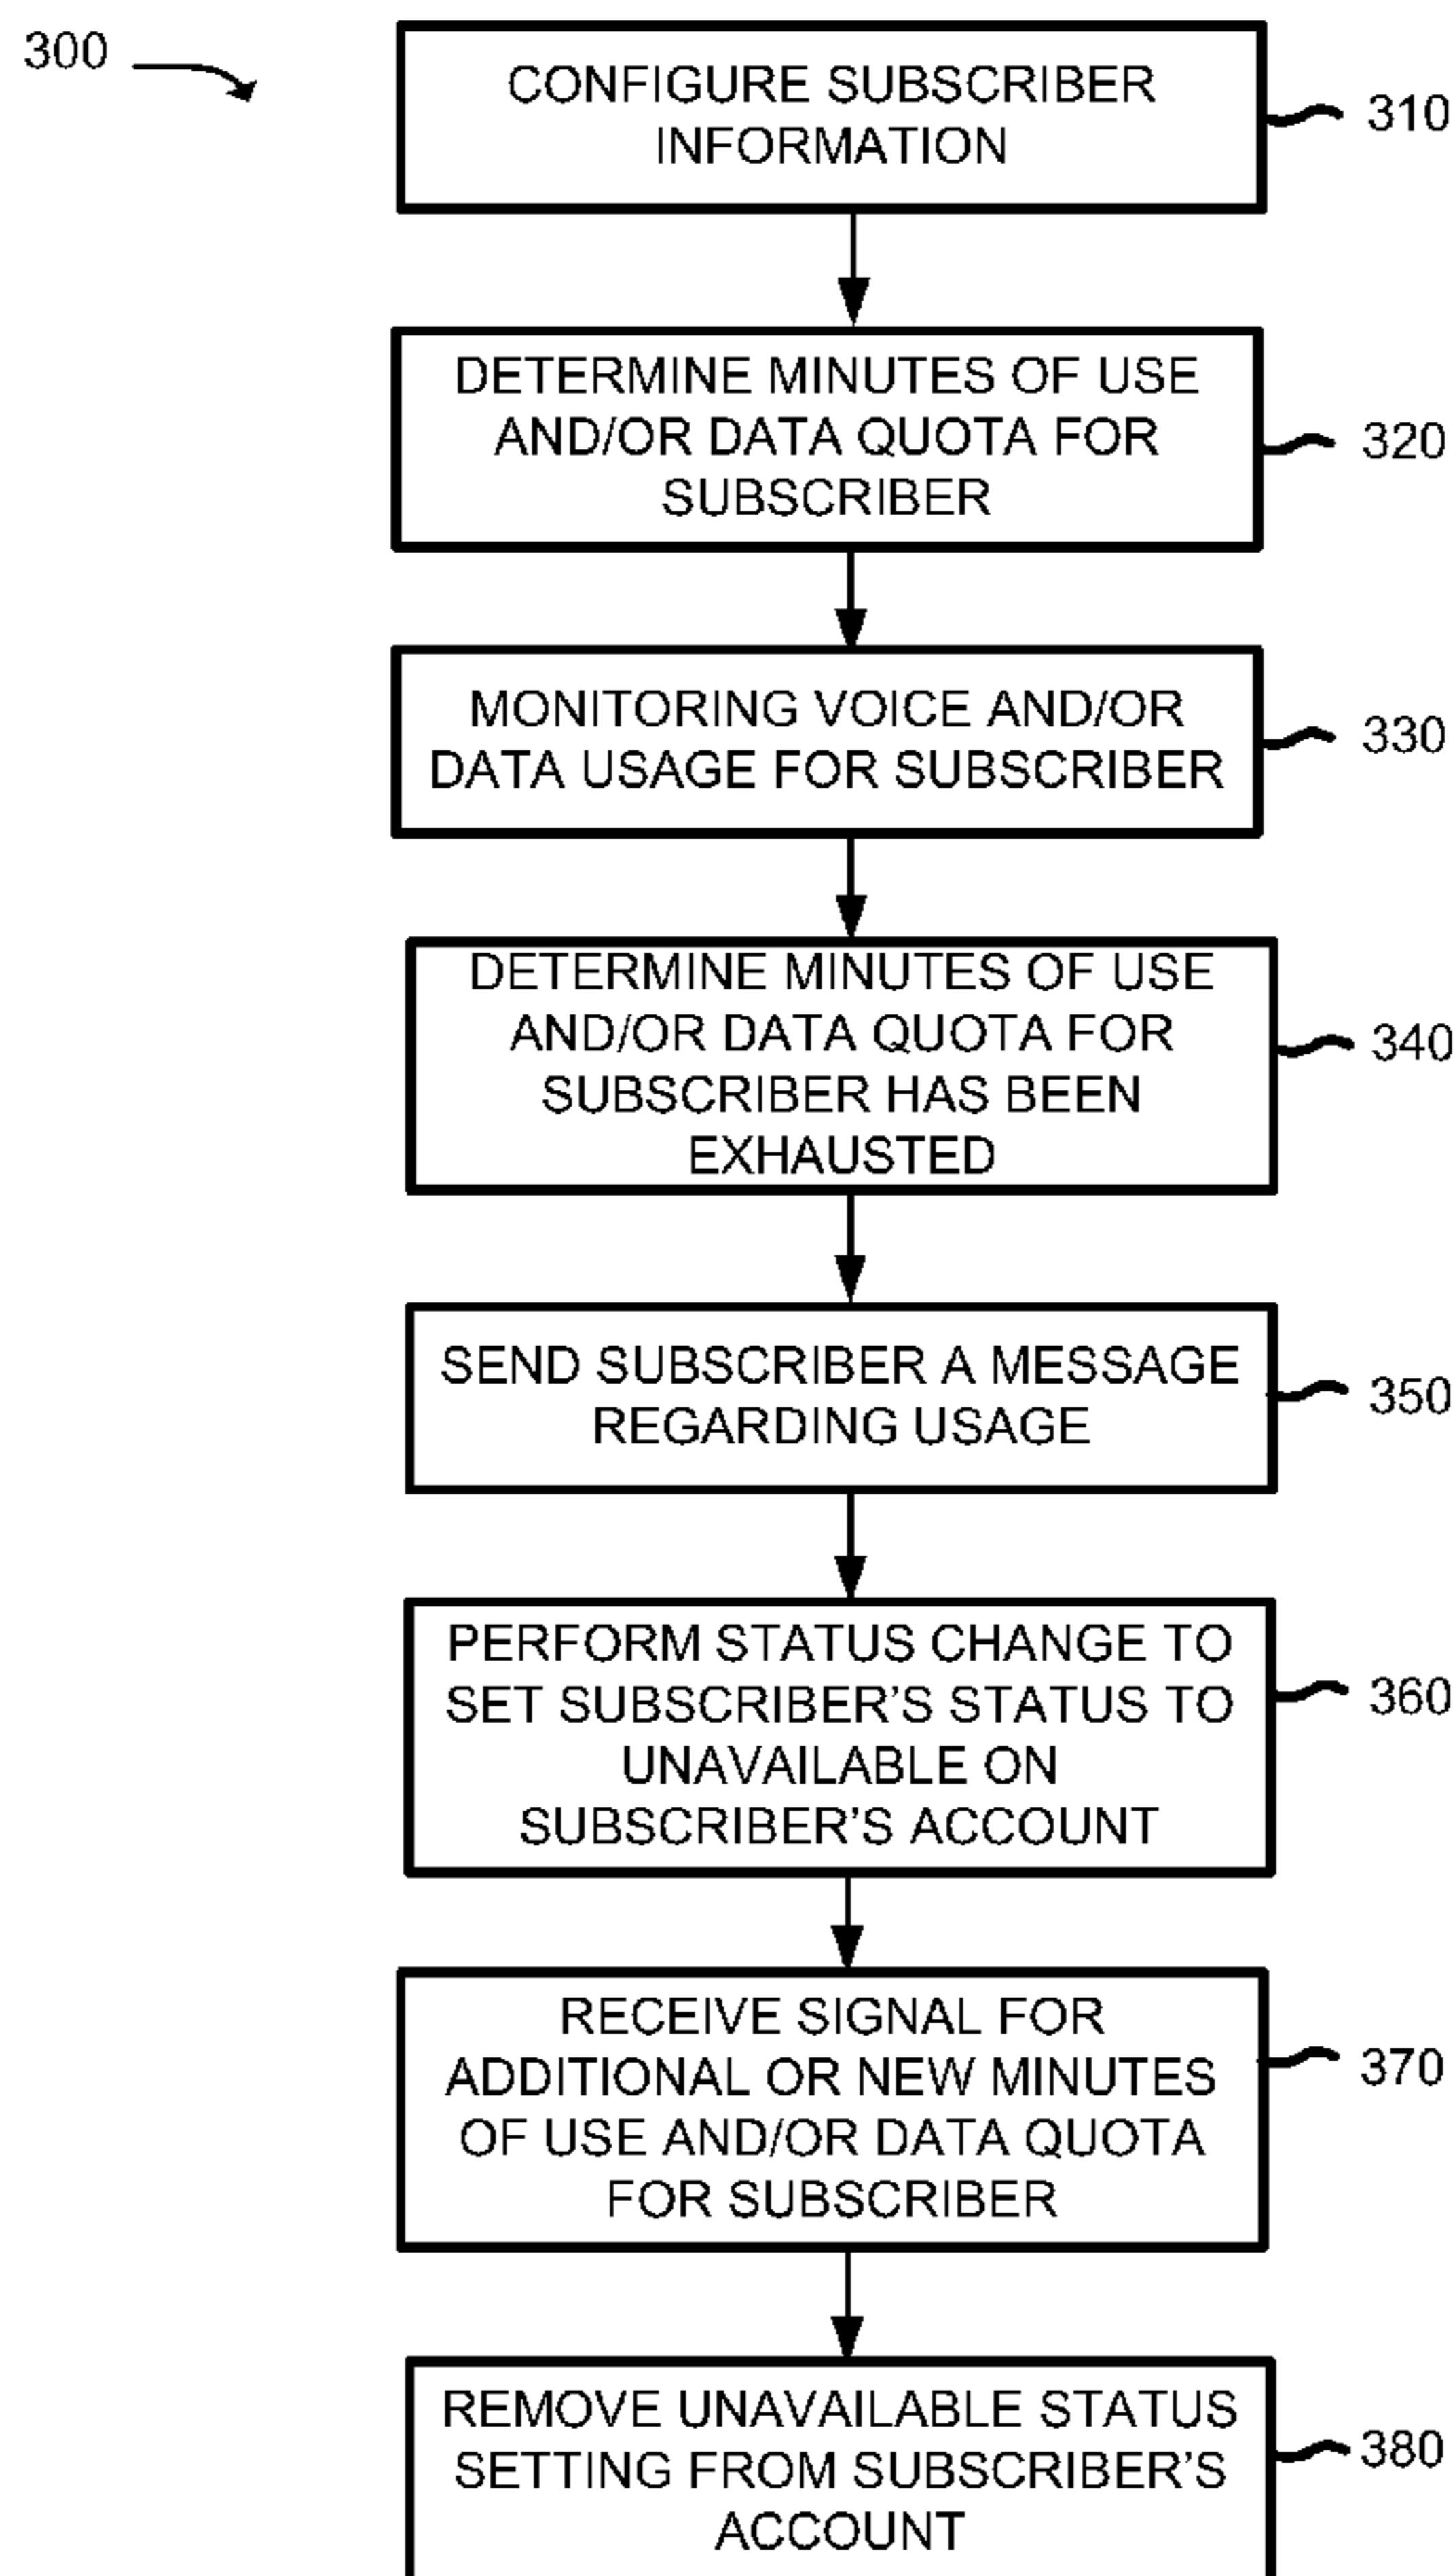 300
CONFIGURE SUBSCRIBER
INFORMATION
310
DETERMINE MINUTES OF USE
AND/OR DATA QUOTA FOR
SUBSCRIBER
320
MONITORING VOICE AND/OR
DATA USAGE FOR SUBSCRIBER
330
DETERMINE MINUTES OF USE
AND/OR DATA QUOTA FOR
SUBSCRIBER HAS BEEN
EXHAUSTED
340
SEND SUBSCRIBER A MESSAGE
REGARDING USAGE
350
PERFORM STATUS CHANGE TO
SET SUBSCRIBER'S STATUS TO
UNAVAILABLE ON
SUBSCRIBER'S ACCOUNT
360
RECEIVE SIGNAL FOR
ADDITIONAL OR NEW MINUTES
OF USE AND/OR DATA QUOTA
FOR SUBSCRIBER
370
REMOVE UNAVAILABLE STATUS
SETTING FROM SUBSCRIBER'S
ACCOUNT
380